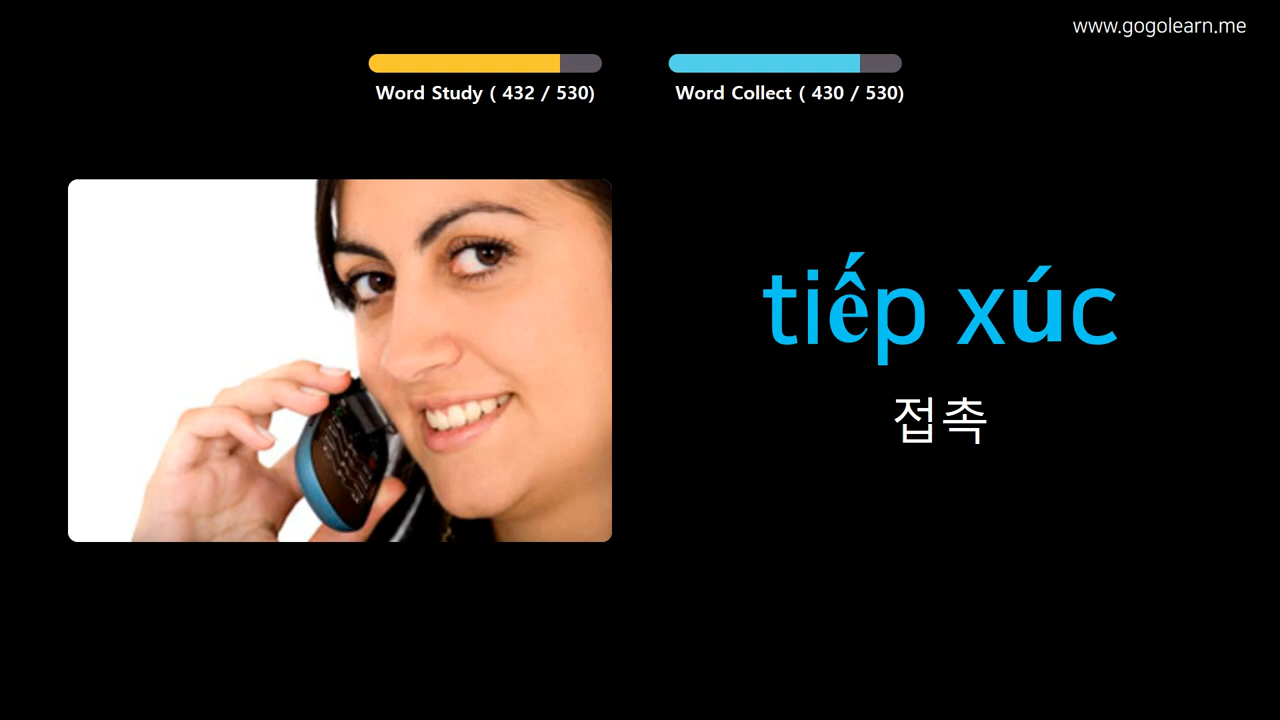 www.gogolearn.me
Word Study ( 432 / 530)
Word Collect ( 430 / 530)
tiếp xúc
접촉